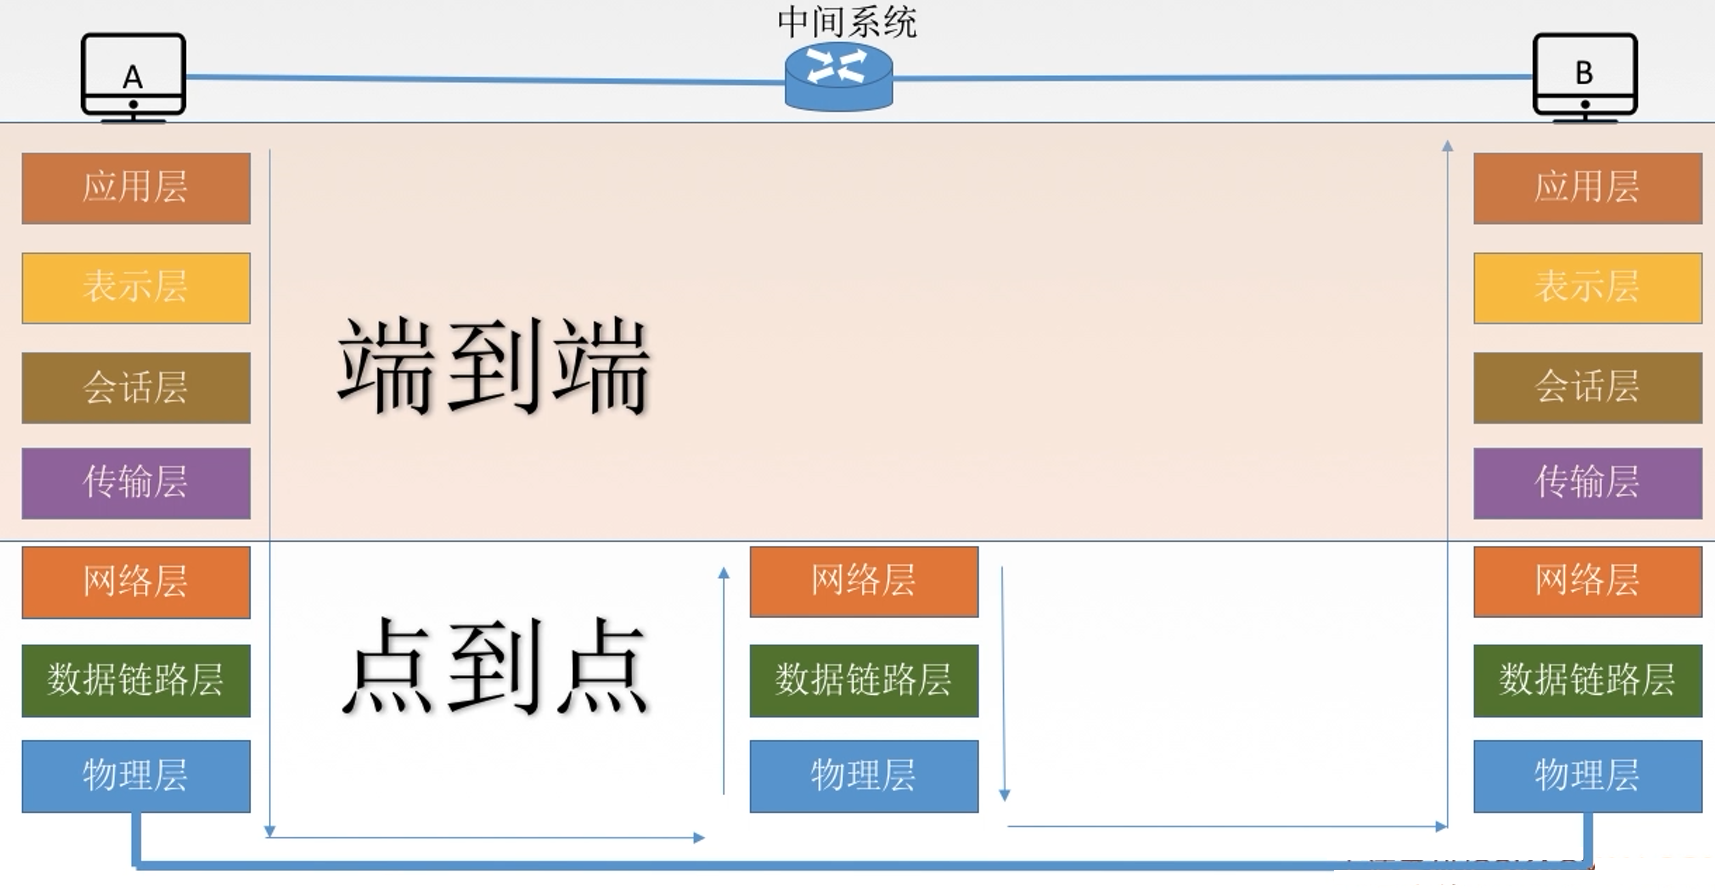 中间系统
A
B
应用层
应用层
表示层
表示层
端到端
会话层
会话层
传输层
传输层
网络层
网络层
网络层
点到点
数据链路层
数据链路层
数据链路层
物理层
物理层
物理层